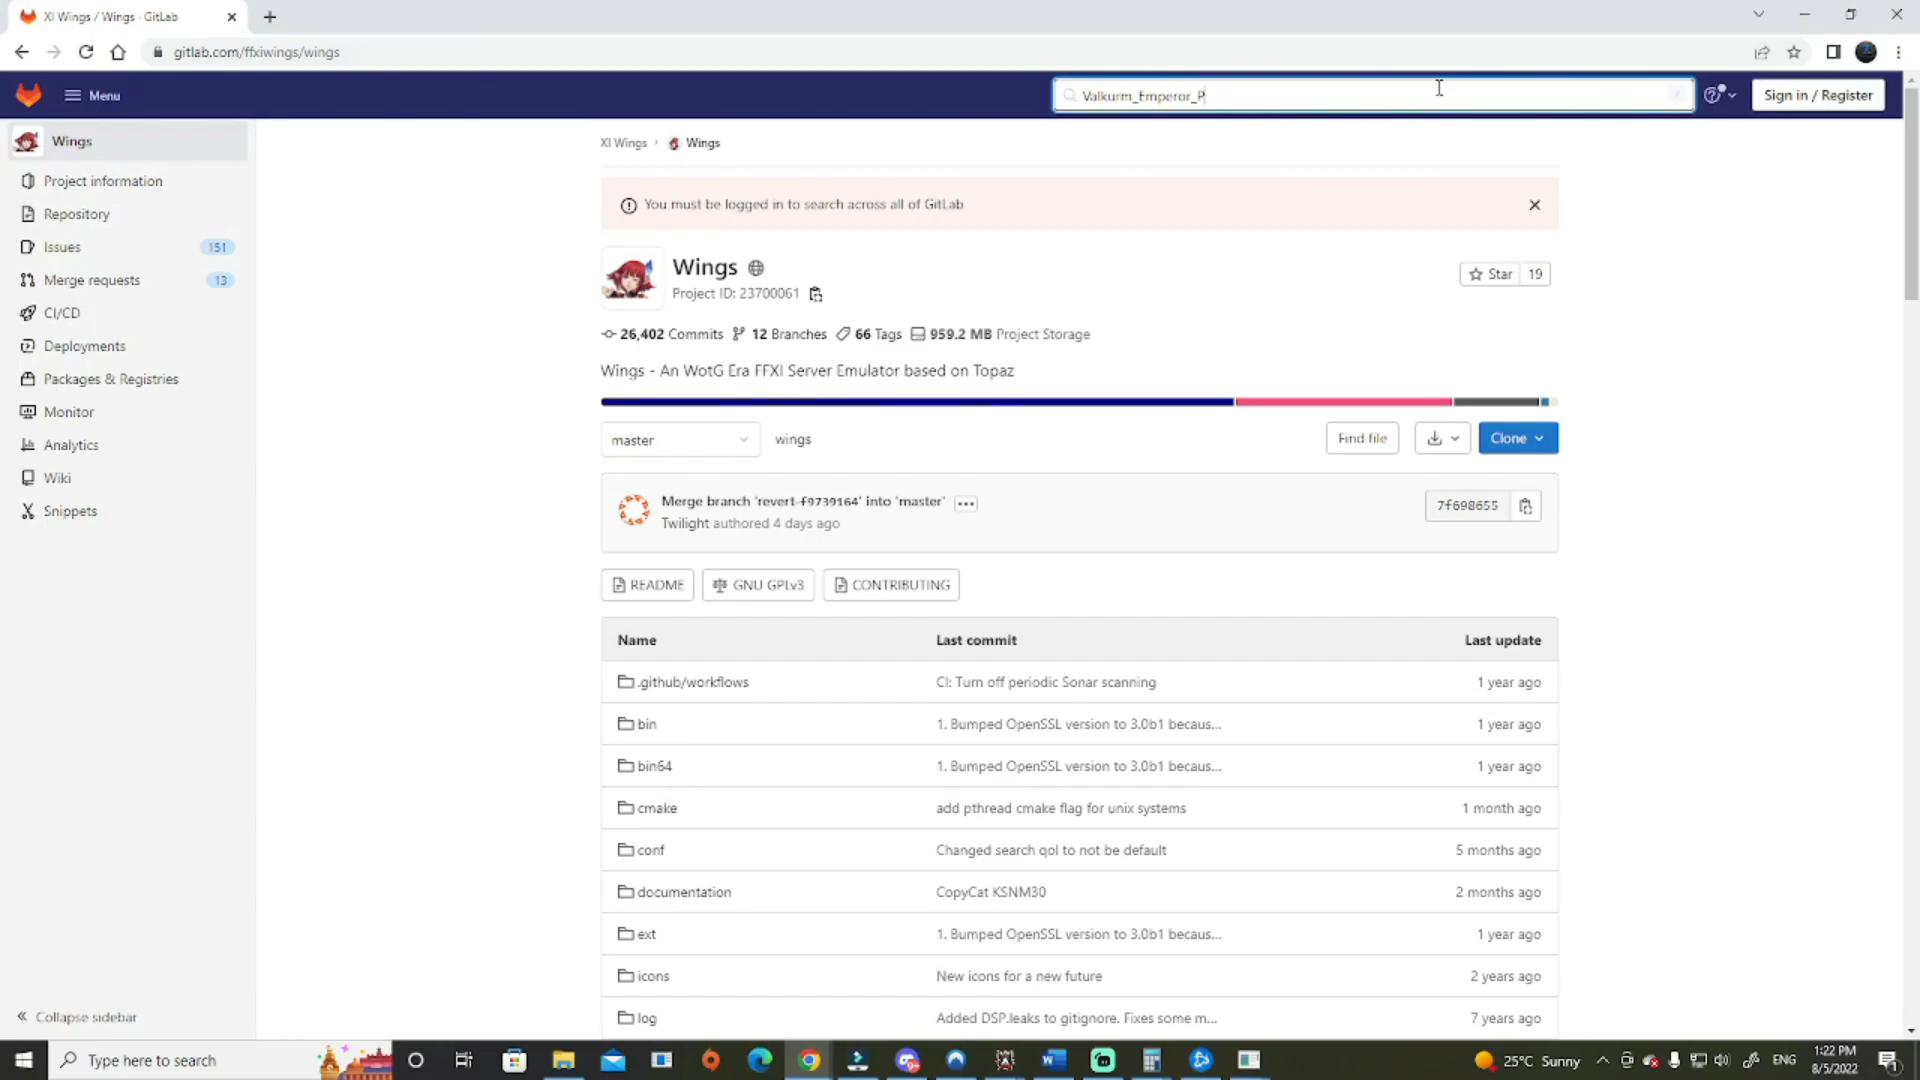 XI Wings / Wings · GitLab
gitlab.com/ffxiwings/wings
Menu
Valkurm_Emperor_P
Sign in / Register
Wings
Project information
Repository
Issues
151
Merge requests
13
CI/CD
Deployments
Packages & Registries
Monitor
Analytics
Wiki
Snippets
Collapse sidebar
XI Wings › Wings
You must be logged in to search across all of GitLab
Wings
Project ID: 23700061
Star 19
26,402 Commits 12 Branches 66 Tags 959.2 MB Project Storage
Wings - An WotG Era FFXI Server Emulator based on Topaz
master
wings
Find file
Clone
Merge branch 'revert-f9739164' into 'master'
Twilight authored 4 days ago
7f698655
README
GNU GPLv3
CONTRIBUTING
Name Last commit Last update
.github/workflows CI: Turn off periodic Sonar scanning 1 year ago
bin 1. Bumped OpenSSL version to 3.0b1 becaus... 1 year ago
bin64 1. Bumped OpenSSL version to 3.0b1 becaus... 1 year ago
cmake add pthread cmake flag for unix systems 1 month ago
conf Changed search qol to not be default 5 months ago
documentation CopyCat KSNM30 2 months ago
ext 1. Bumped OpenSSL version to 3.0b1 becaus... 1 year ago
icons New icons for a new future 2 years ago
log Added DSP.leaks to gitignore. Fixes some m... 7 years ago
Type here to search
25°C Sunny
ENG
1:22 PM
8/5/2022